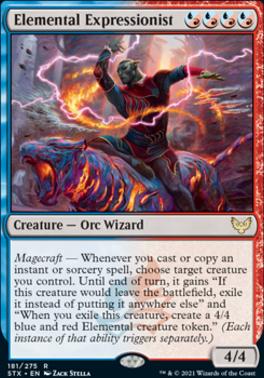 Elemental Expressionist
Creature — Orc Wizard
Magecraft — Whenever you cast or copy an
instant or sorcery spell, choose target creature
you control. Until end of turn, it gains “If
this creature would leave the battlefield, exile
it instead of putting it anywhere else” and
“When you exile this creature, create a 4/4
blue and red Elemental creature token.” (Each
instance of that ability triggers separately.)
4/4
181/275 R
STX • EN Zack Stella
™ & © 2021 Wizards of the Coast